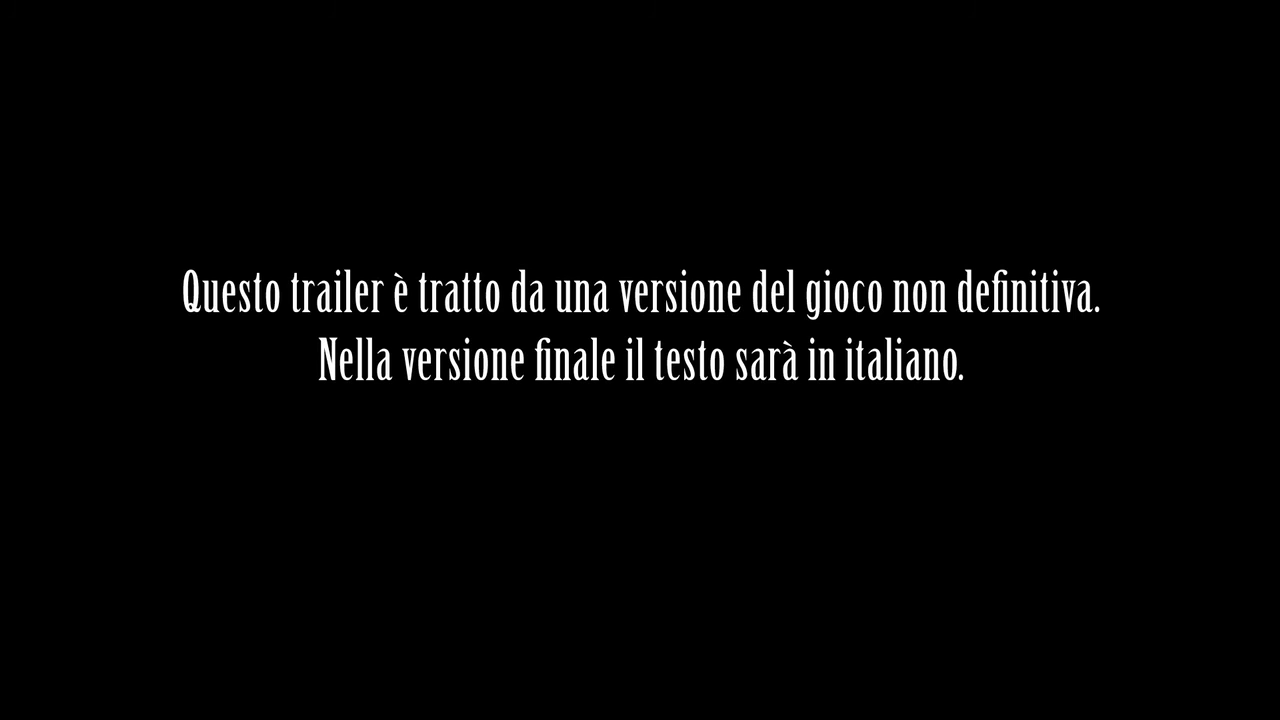 Questo trailer è tratto da una versione del gioco non definitiva.
Nella versione finale il testo sarà in italiano.